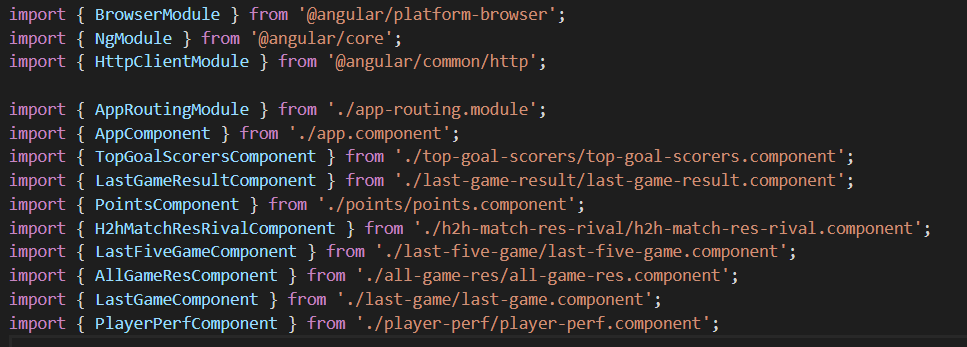 import { BrowserModule } from '@angular/platform-browser';
import { NgModule } from '@angular/core';
import { HttpClientModule } from '@angular/common/http';
import { AppRoutingModule } from './app-routing.module';
import { AppComponent } from './app.component';
import { TopGoalScorersComponent } from './top-goal-scorers/top-goal-scorers.component';
import { LastGameResultComponent } from './last-game-result/last-game-result.component';
import { PointsComponent } from './points/points.component';
import { H2hMatchResRivalComponent } from './h2h-match-res-rival/h2h-match-res-rival.component';
import { LastFiveGameComponent } from './last-five-game/last-five-game.component';
import { AllGameResComponent } from './all-game-res/all-game-res.component';
import { LastGameComponent } from './last-game/last-game.component';
import { PlayerPerfComponent } from './player-perf/player-perf.component';